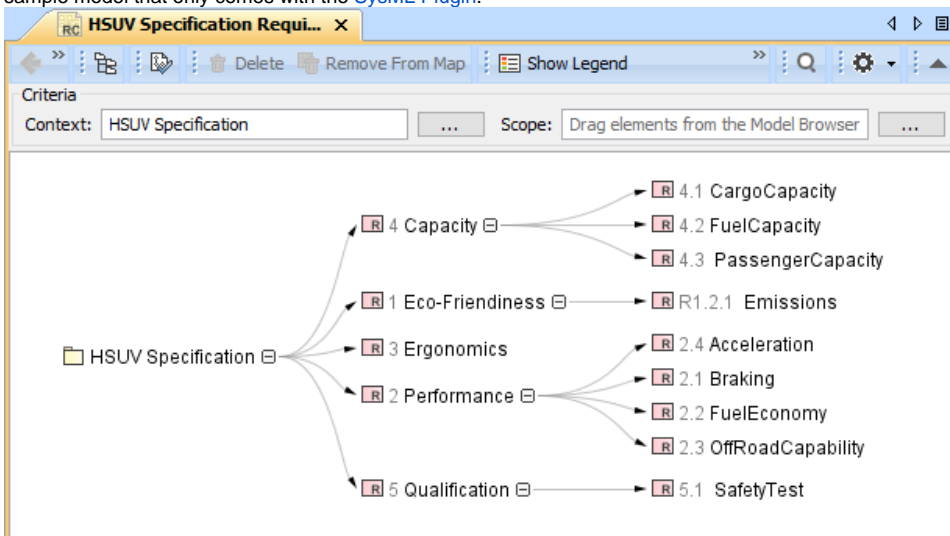 sample model that only comes with the SysML Plugin.
RC HSUV Specification Requi... X
» Delete Remove From Map Show Legend »
Criteria
Context: HSUV Specification ... Scope: Drag elements from the Model Browser ...
R 4.1 CargoCapacity
R 4 Capacity R 4.2 FuelCapacity
R 4.3 PassengerCapacity
R 1 Eco-Friendiness R R1.2.1 Emissions
HSUV Specification R 3 Ergonomics R 2.4 Acceleration
R 2 Performance R 2.1 Braking
R 2.2 FuelEconomy
R 2.3 OffRoadCapability
R 5 Qualification R 5.1 SafetyTest